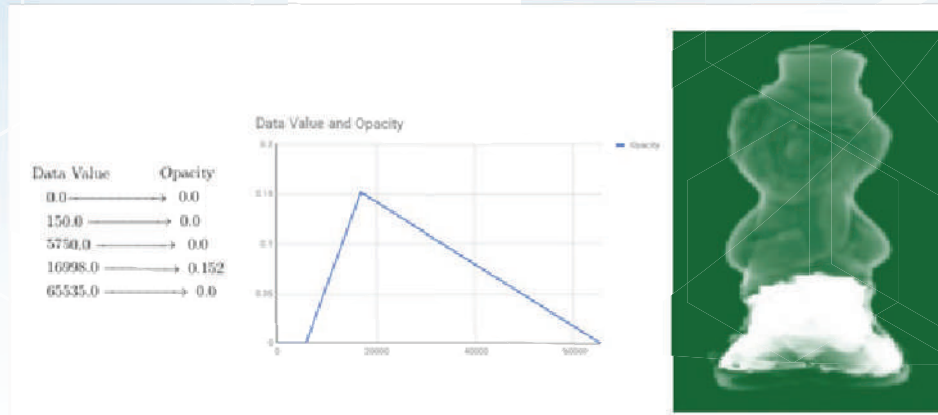 Data Value Opacity
0.0 → 0.0
150.0 → 0.0
5750.0 → 0.0
16998.0 → 0.152
65535.0 → 0.0
Data Value and Opacity
Opacity
0.15
0.1
0.05
0
0 20000 40000